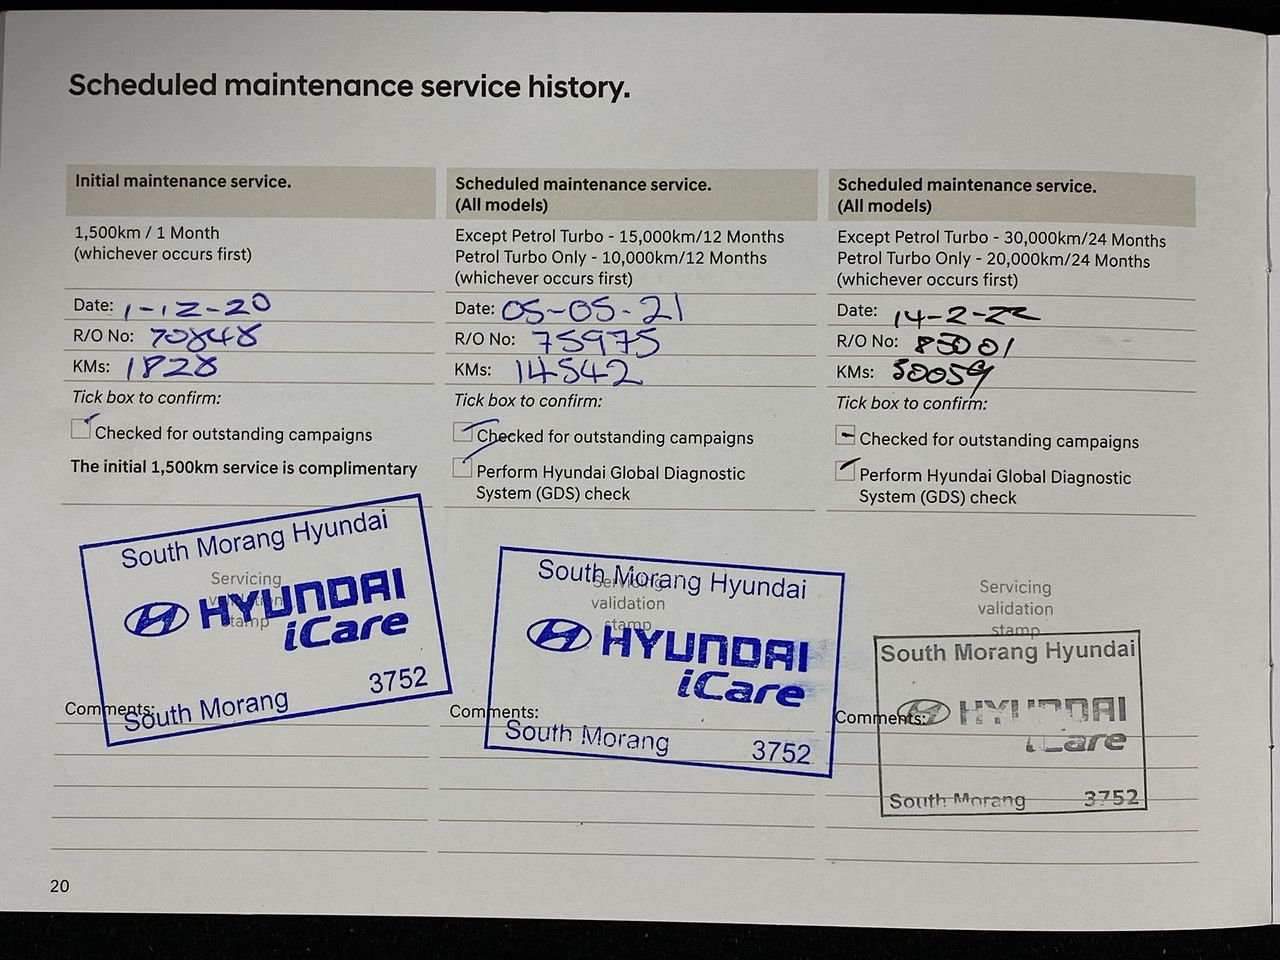 Scheduled maintenance service history.
Initial maintenance service.
1,500km / 1 Month
(whichever occurs first)
Date: 1-12-20
R/O No: 70848
KMs: 1828
Tick box to confirm:
Checked for outstanding campaigns
The initial 1,500km service is complimentary
South Morang Hyundai
Servicing
validation
stamp
HYUNDAI
iCare
3752
South Morang
Comments:
Scheduled maintenance service.
(All models)
Except Petrol Turbo - 15,000km/12 Months
Petrol Turbo Only - 10,000km/12 Months
(whichever occurs first)
Date: 05-05-21
R/O No: 75975
KMs: 14542
Tick box to confirm:
Checked for outstanding campaigns
Perform Hyundai Global Diagnostic
System (GDS) check
South Morang Hyundai
Servicing
validation
stamp
HYUNDAI
iCare
Comments:
South Morang 3752
Scheduled maintenance service.
(All models)
Except Petrol Turbo - 30,000km/24 Months
Petrol Turbo Only - 20,000km/24 Months
(whichever occurs first)
Date: 14-2-22
R/O No:
KMs: 30059
Tick box to confirm:
Checked for outstanding campaigns
Perform Hyundai Global Diagnostic
System (GDS) check
Servicing
validation
stamp
South Morang Hyundai
HYUNDAI
iCare
Comments:
South Morang 3752
20